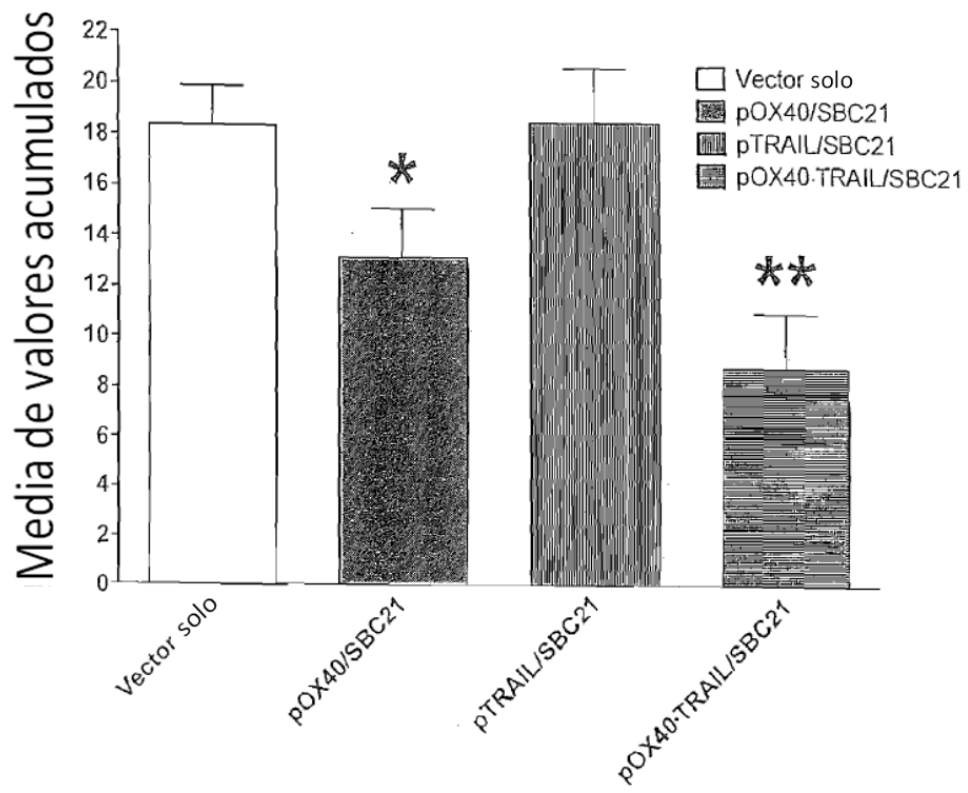 Media de valores acumulados
22
20
18
16
14
12
10
8
6
4
2
0
*
**
Vector solo
pOX40/SBC21
pTRAIL/SBC21
pOX40-TRAIL/SBC21
Vector solo
pOX40/SBC21
pTRAIL/SBC21
pOX40-TRAIL/SBC21